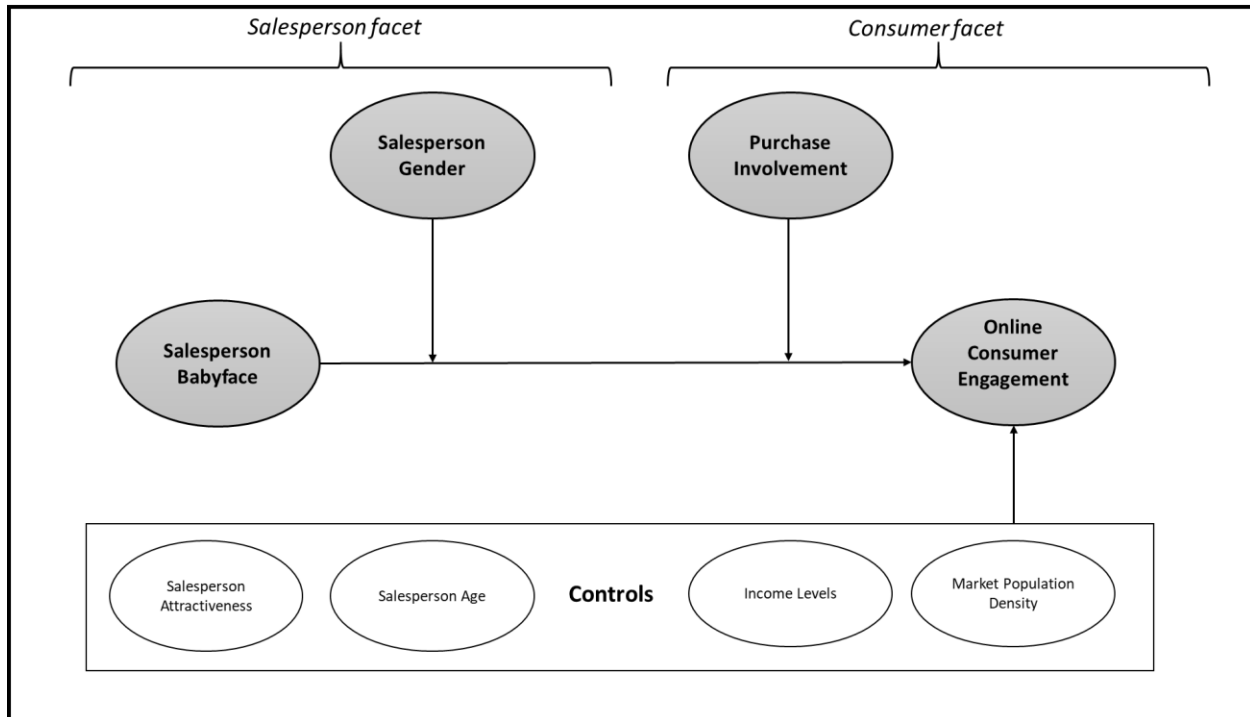 Salesperson facet
Consumer facet
Salesperson
Gender
Purchase
Involvement
Salesperson
Babyface
Online
Consumer
Engagement
Salesperson
Attractiveness
Salesperson Age
Controls
Income Levels
Market Population
Density